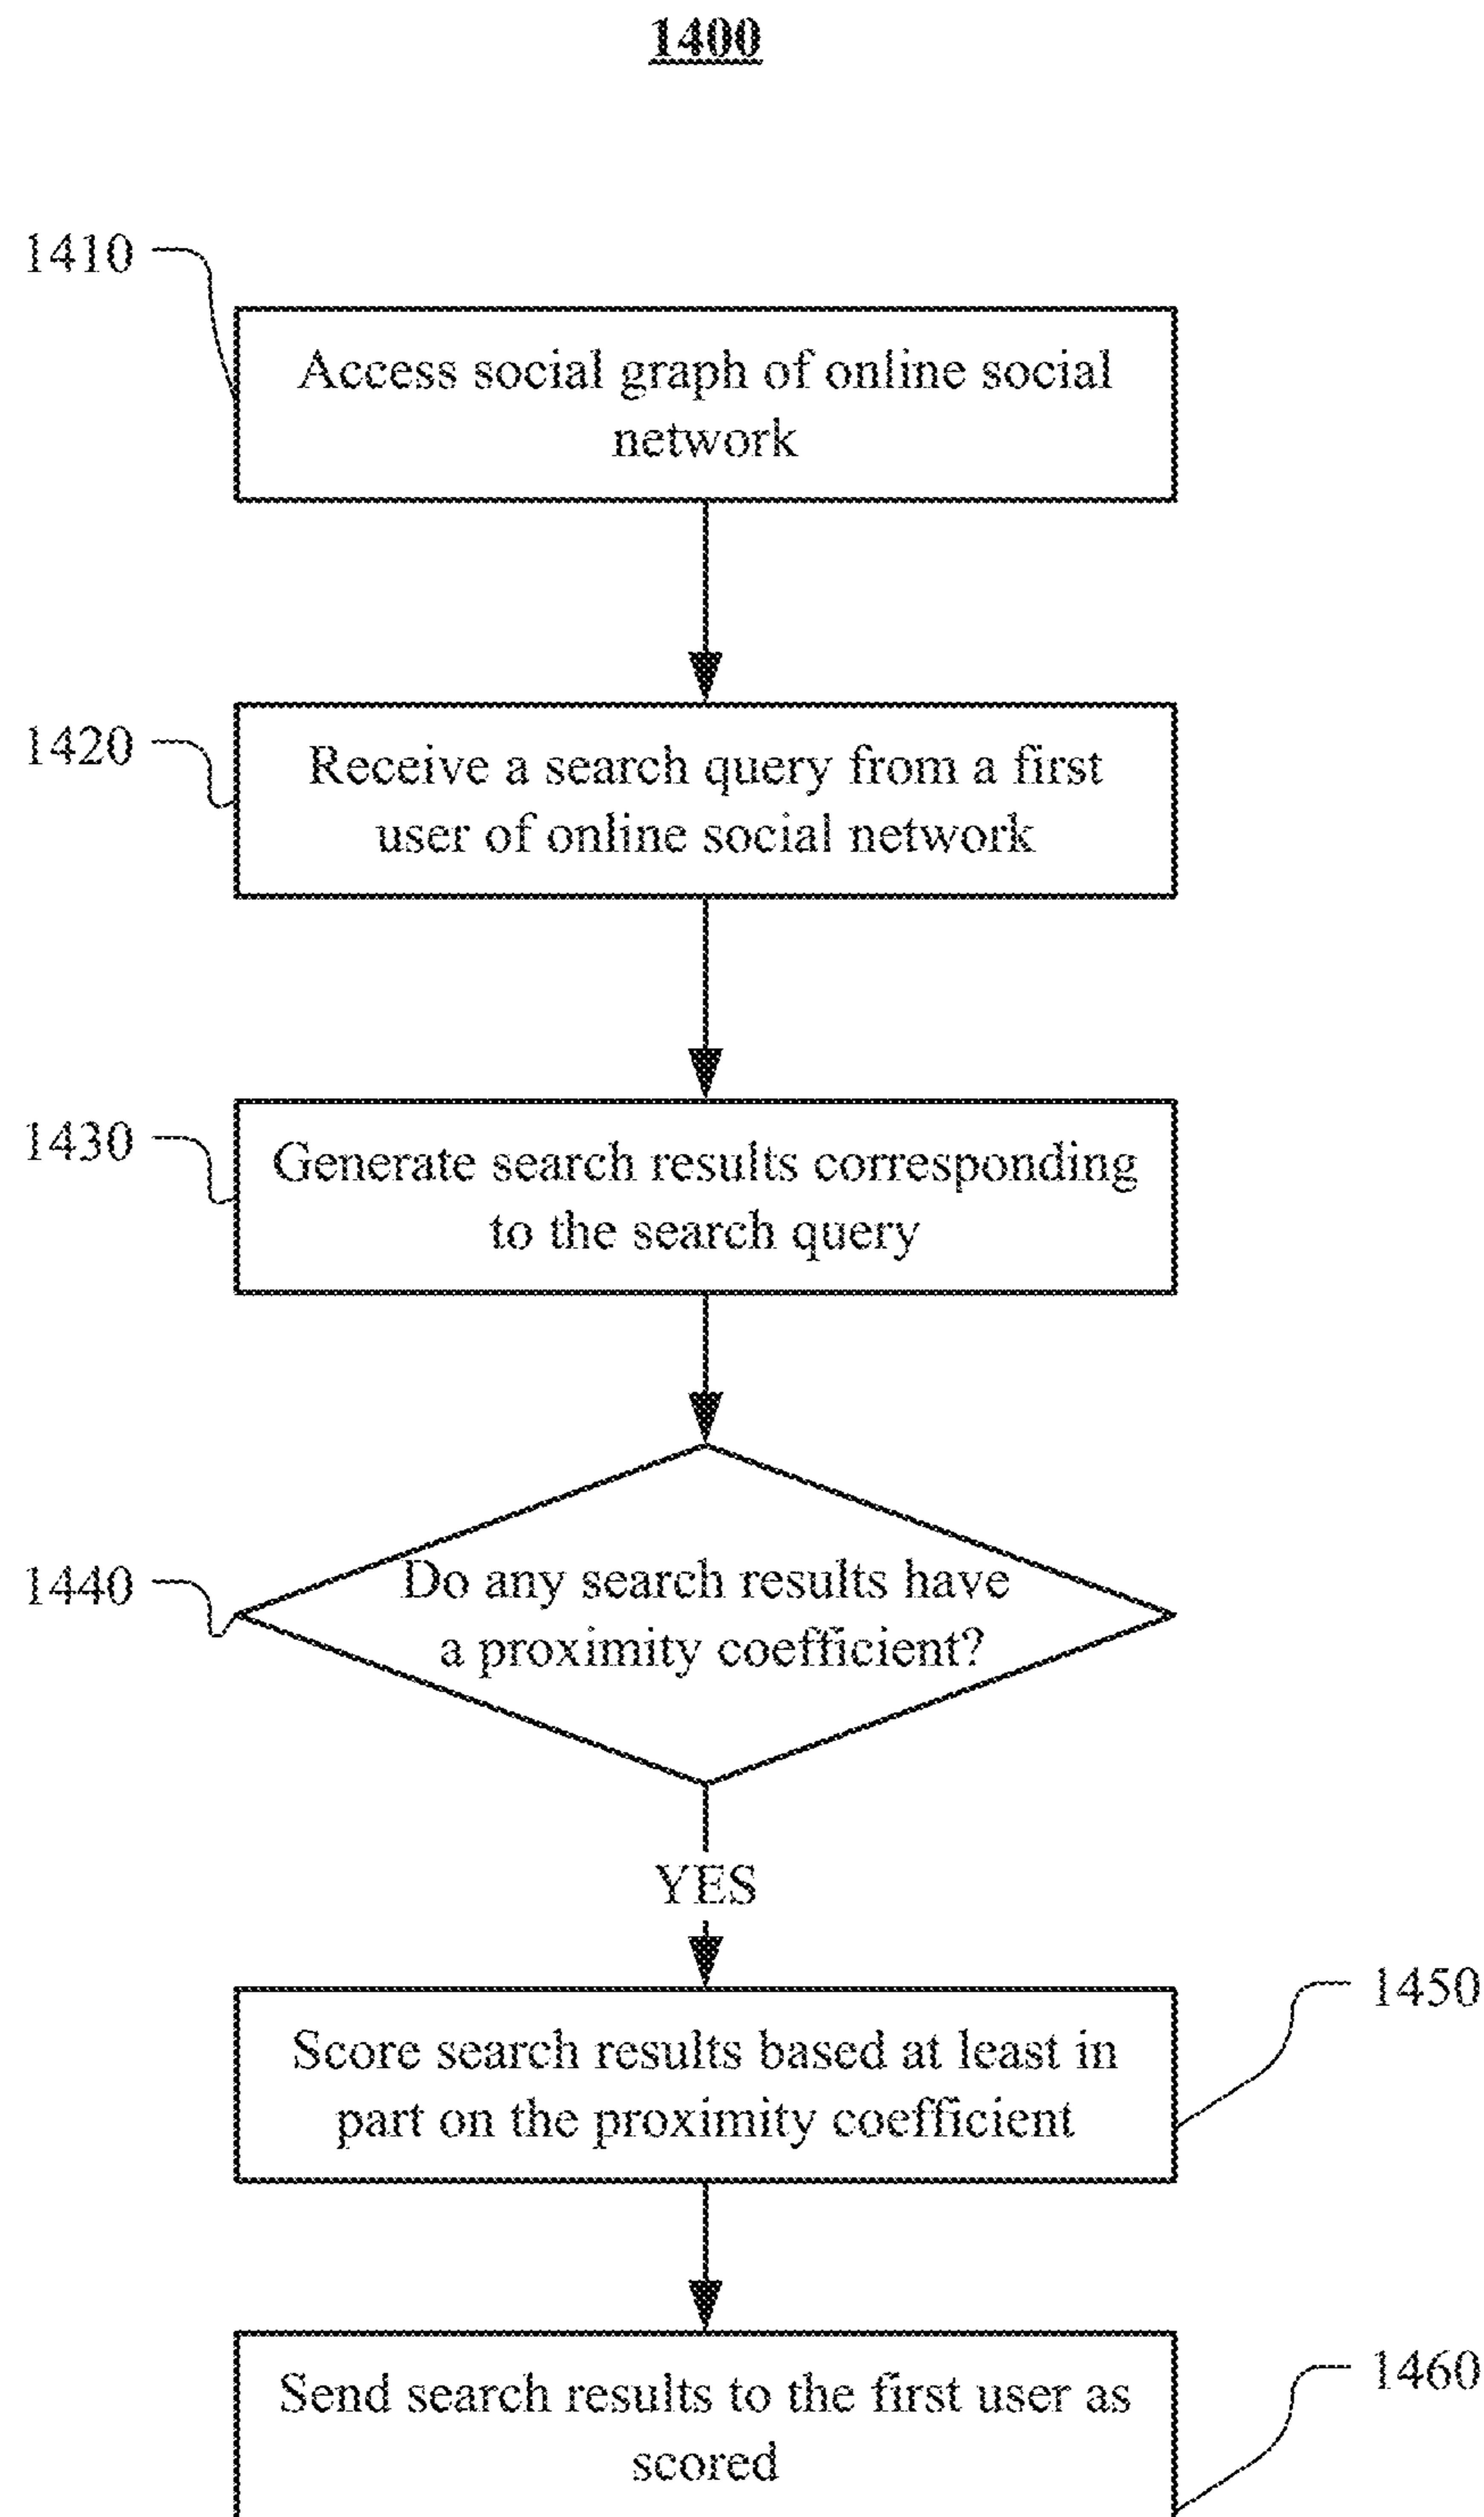 1400
1410
Access social graph of online social
network
1420
Receive a search query from a first
user of online social network
1430
Generate search results corresponding
to the search query
1440
Do any search results have
a proximity coefficient?
YES
1450
Score search results based at least in
part on the proximity coefficient
1460
Send search results to the first user as
scored